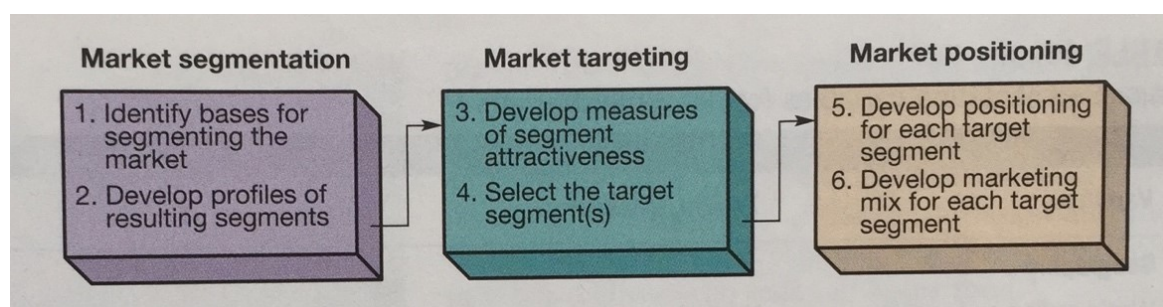 Market segmentation
1. Identify bases for
segmenting the
market
2. Develop profiles of
resulting segments
Market targeting
3. Develop measures
of segment
attractiveness
4. Select the target
segment(s)
Market positioning
5. Develop positioning
for each target
segment
6. Develop marketing
mix for each target
segment